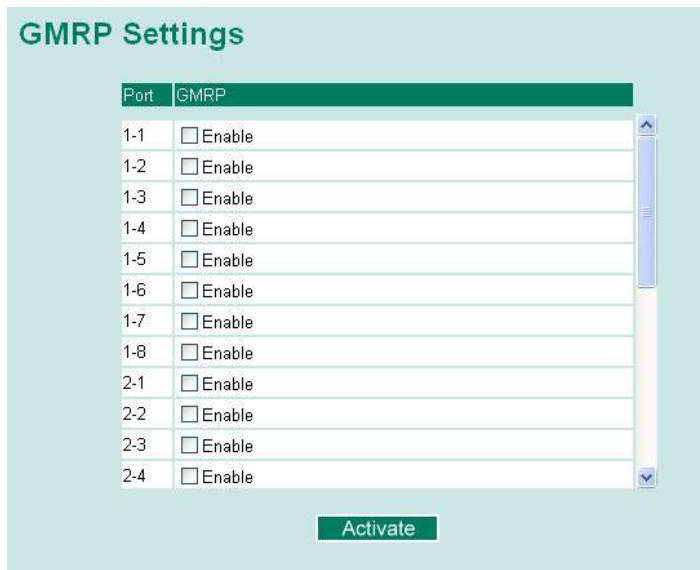 GMRP Settings
Port GMRP
1-1 Enable
1-2 Enable
1-3 Enable
1-4 Enable
1-5 Enable
1-6 Enable
1-7 Enable
1-8 Enable
2-1 Enable
2-2 Enable
2-3 Enable
2-4 Enable
Activate